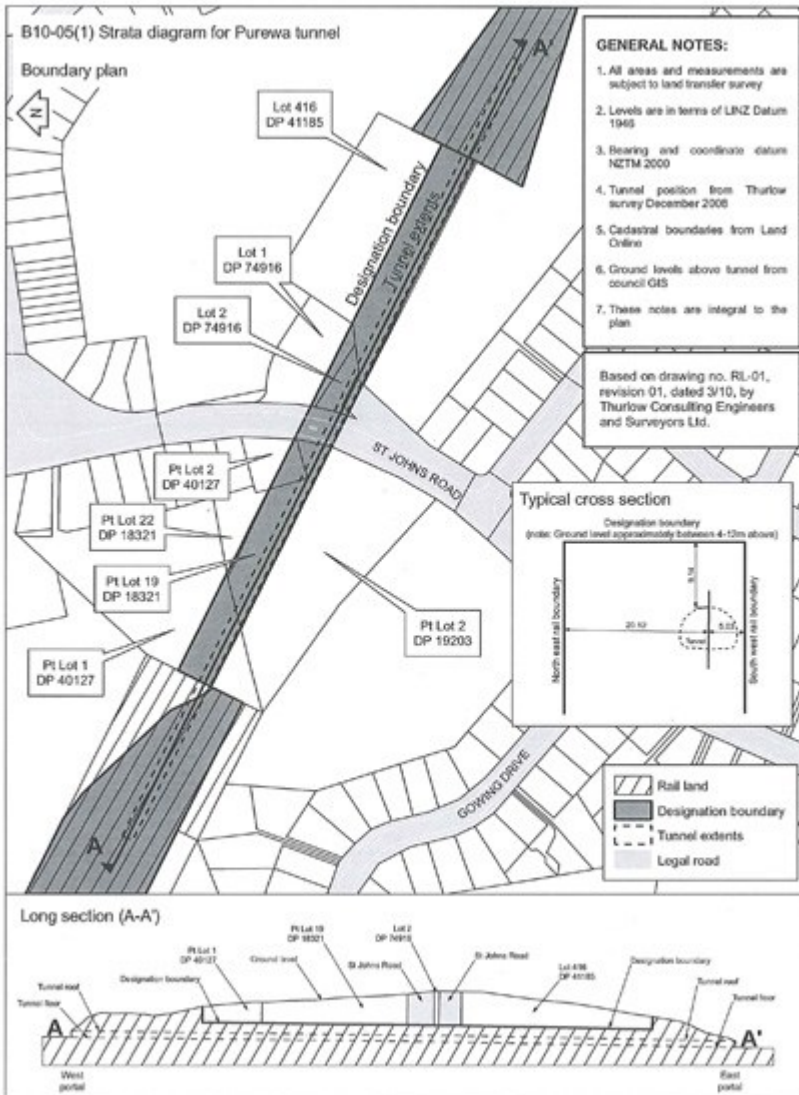 B10-05(1) Strata diagram for Purewa tunnel
Boundary plan
N
A'
Lot 416
DP 41185
Designation boundary
Tunnel extents
Lot 1
DP 74916
Lot 2
DP 74916
ST JOHNS ROAD
Pt Lot 2
DP 40127
Pt Lot 22
DP 18321
Pt Lot 19
DP 18321
Pt Lot 1
DP 40127
Pt Lot 2
DP 19203
GOWING DRIVE
A
GENERAL NOTES:
1. All areas and measurements are
subject to land transfer survey
2. Levels are in terms of LINZ Datum
1946
3. Bearing and coordinate datum
NZTM 2000
4. Tunnel position from Thurlow
survey December 2008
5. Cadastral boundaries from Land
Online
6. Ground levels above tunnel from
council GIS
7. These notes are integral to the
plan
Based on drawing no. RL-01,
revision 01, dated 3/10, by
Thurlow Consulting Engineers
and Surveyors Ltd.
Typical cross section
Designation boundary
(note: Ground level approximately between 4-12m above)
North east rail boundary
Tunnel
South west rail boundary
Rail land
Designation boundary
Tunnel extents
Legal road
Long section (A-A')
Pt Lot 1
DP 40127
Pt Lot 19
DP 18321
Lot 2
DP 74916
Designation boundary
Ground level
St Johns Road
St Johns Road
Lot 416
DP 41185
Designation boundary
Tunnel roof
Tunnel floor
Tunnel roof
Tunnel floor
A
A'
West
portal
East
portal